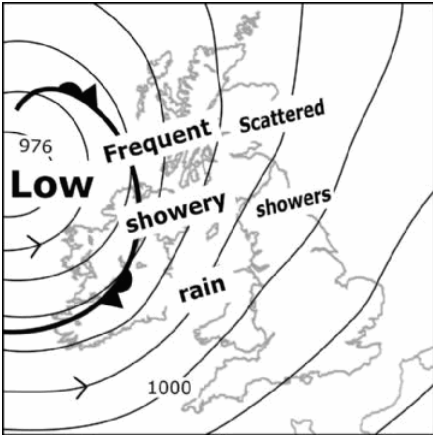 976
Low
Frequent
showery
rain
Scattered
showers
1000